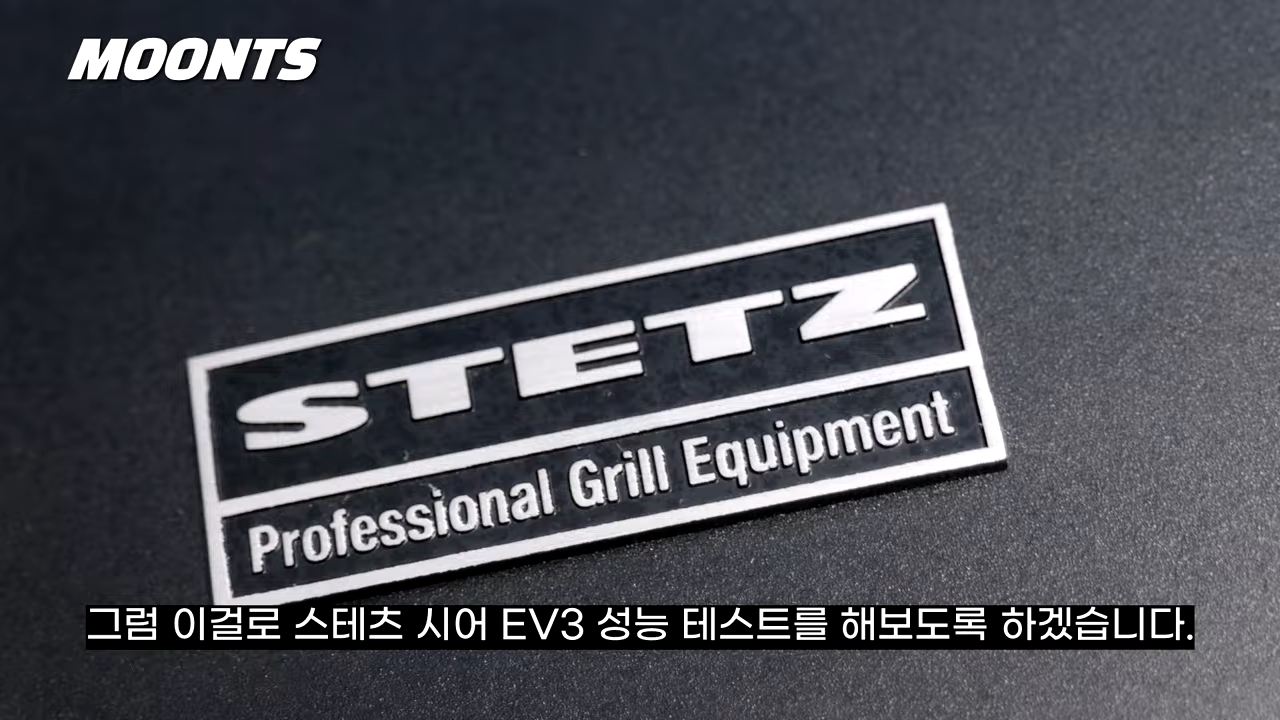 MOONTS
STETZ
Professional Grill Equipment
그럼 이걸로 스테츠 시어 EV3 성능 테스트를 해보도록 하겠습니다.